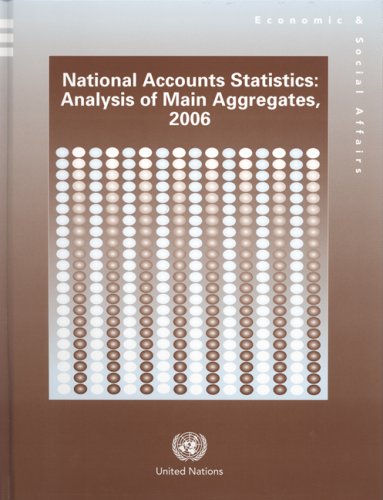 Economic & Social Affairs
National Accounts Statistics:
Analysis of Main Aggregates,
2006
United Nations